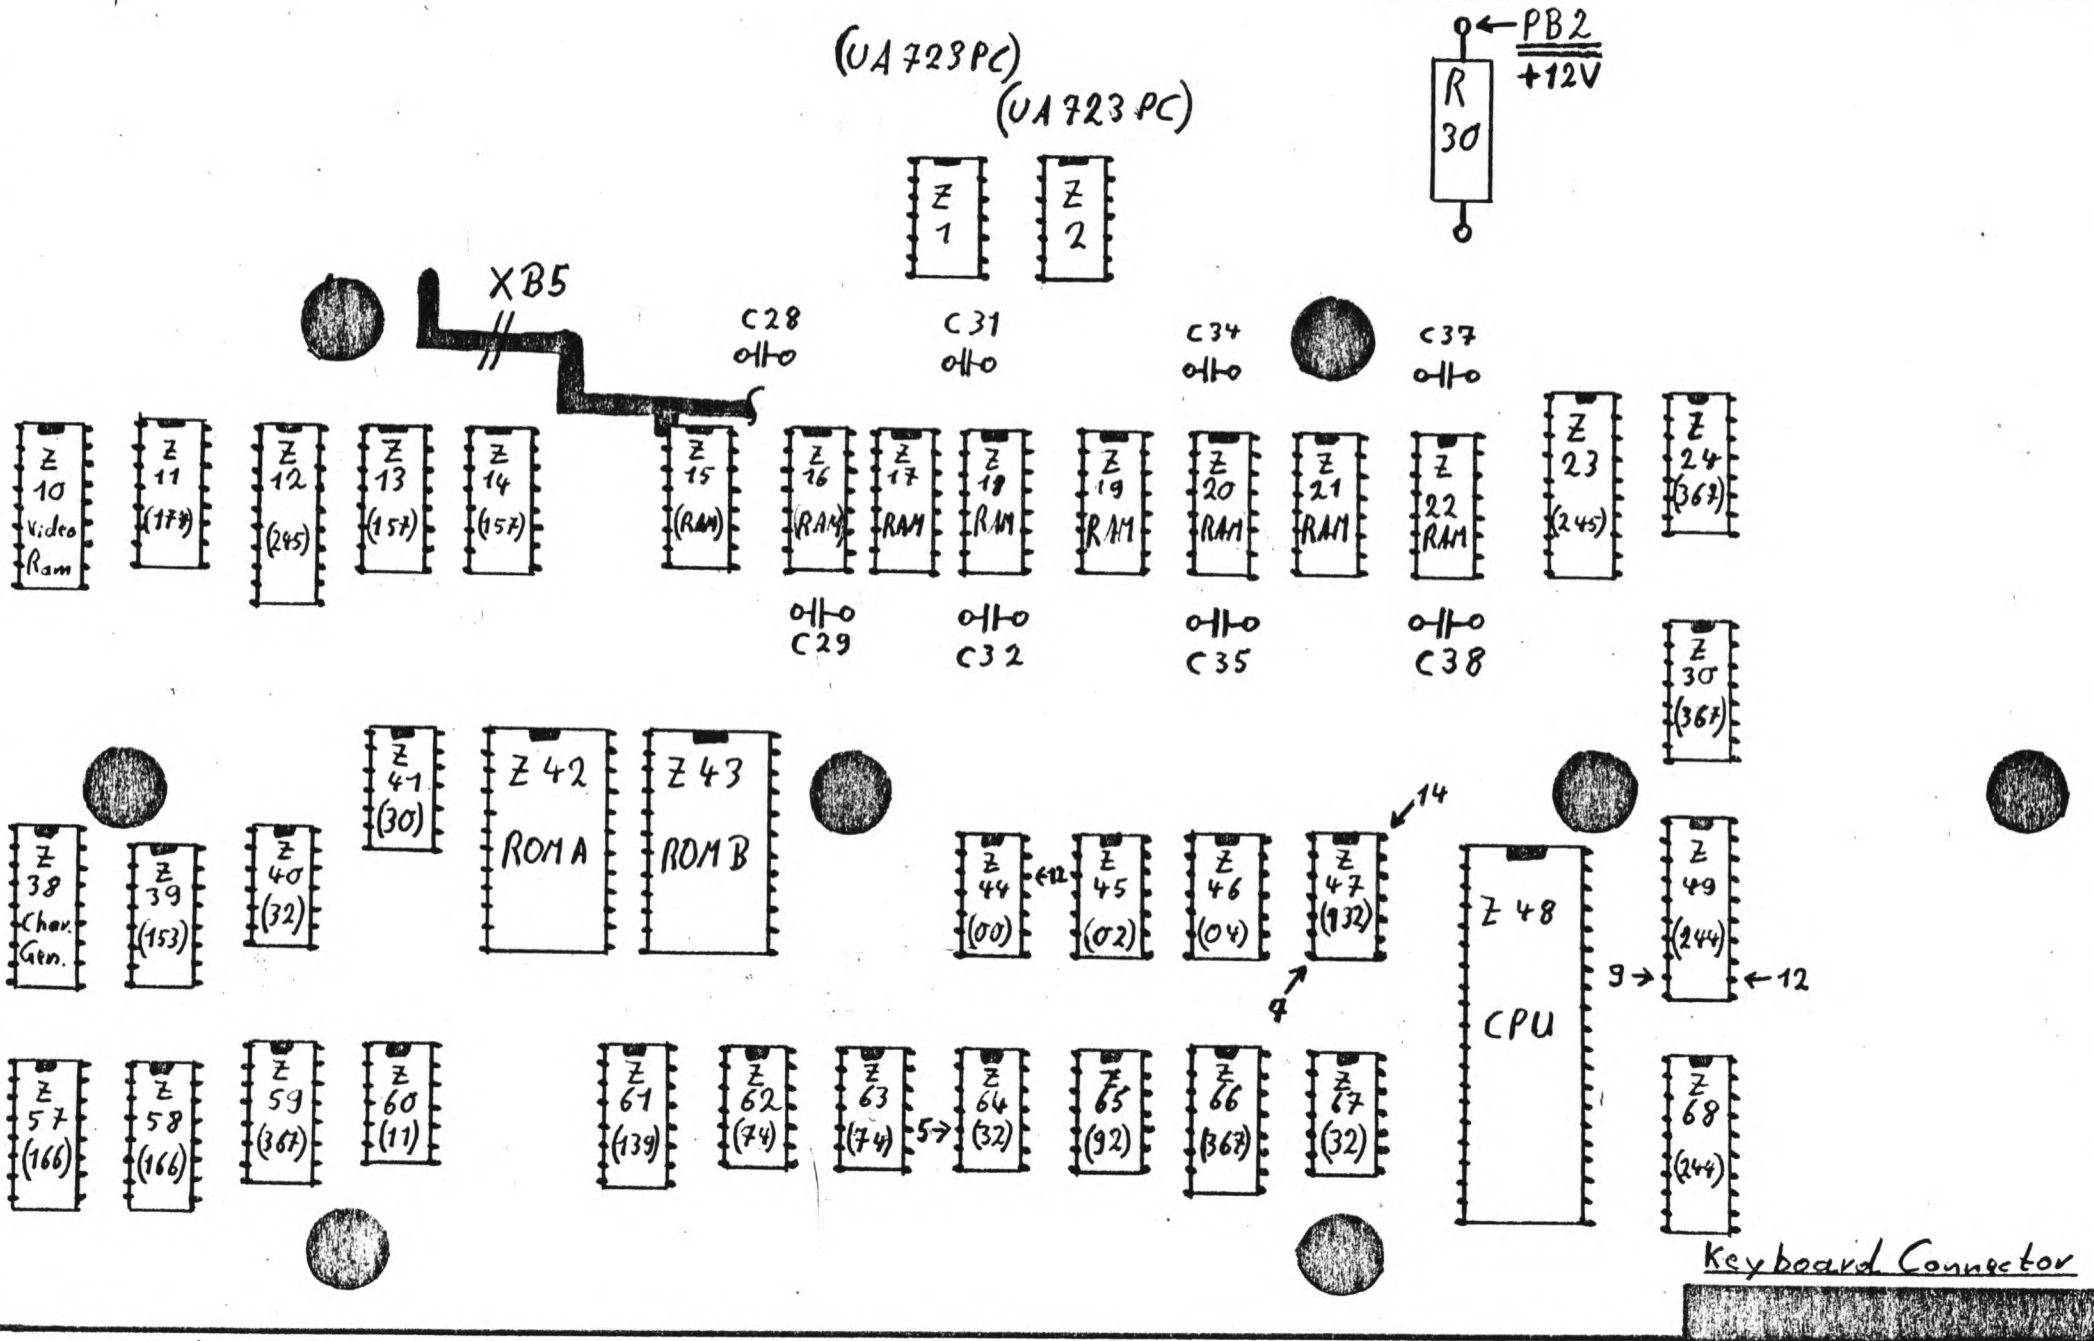 (UA723PC)
(UA723PC)
PB2
+12V
R
30
Z
1
Z
2
XB5
C28
C31
C34
C37
Z
10
Video
Ram
Z
11
Z
12
(245)
Z
13
(157)
Z
14
(157)
Z
15
(RAM)
Z
16
(RAM)
Z
17
RAM
Z
18
RAM
Z
19
RAM
Z
20
RAM
Z
21
RAM
Z
22
RAM
Z
23
(245)
Z
24
(367)
C29
C32
C35
C38
Z
30
(367)
Z
41
(30)
Z 42
ROM A
Z 43
ROM B
14
Z
38
Char.
Gen.
Z
39
(153)
Z
40
(32)
Z
44
(00)
12
Z
45
(02)
Z
46
(04)
Z
47
(132)
7
Z 48
CPU
Z
49
(244)
9
12
Z
57
(166)
Z
58
(166)
Z
59
(367)
Z
60
(11)
Z
61
(139)
Z
62
(74)
Z
63
(74)
5
Z
64
(32)
Z
65
(92)
Z
66
(367)
Z
67
(32)
Z
68
(244)
Keyboard Connector